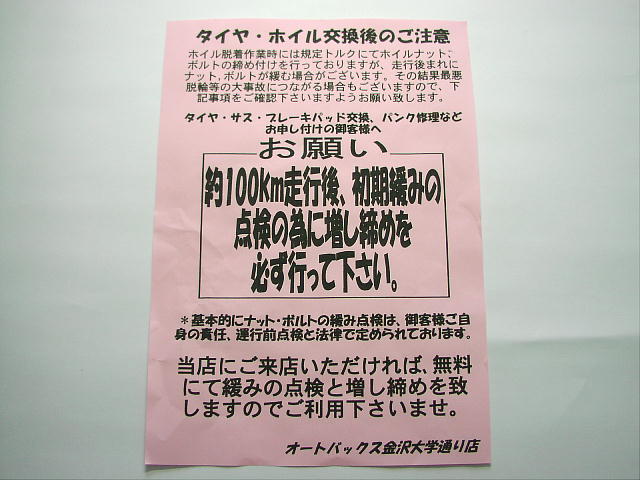 タイヤ・ホイル交換後のご注意
ホイル脱着作業時には規定トルクにてホイルナット、
ボルトの締め付けを行っておりますが、走行後まれに
ナット,ボルトが緩む場合がございます。その結果最悪
脱輪等の大事故につながる場合もございますので、下
記事項をご確認下さいますようお願い致します。
タイヤ・サス・ブレーキパッド交換、パンク修理など
お申し付けの御客様へ
お願い
約100km走行後、初期緩みの
点検の為に増し締めを
必ず行って下さい。
*基本的にナット・ボルトの緩み点検は、御客様ご自
身の責任、運行前点検と法律で定められております。
当店にご来店いただければ、無料
にて緩みの点検と増し締めを致
しますのでご利用下さいませ。
オートバックス金沢大学通り店